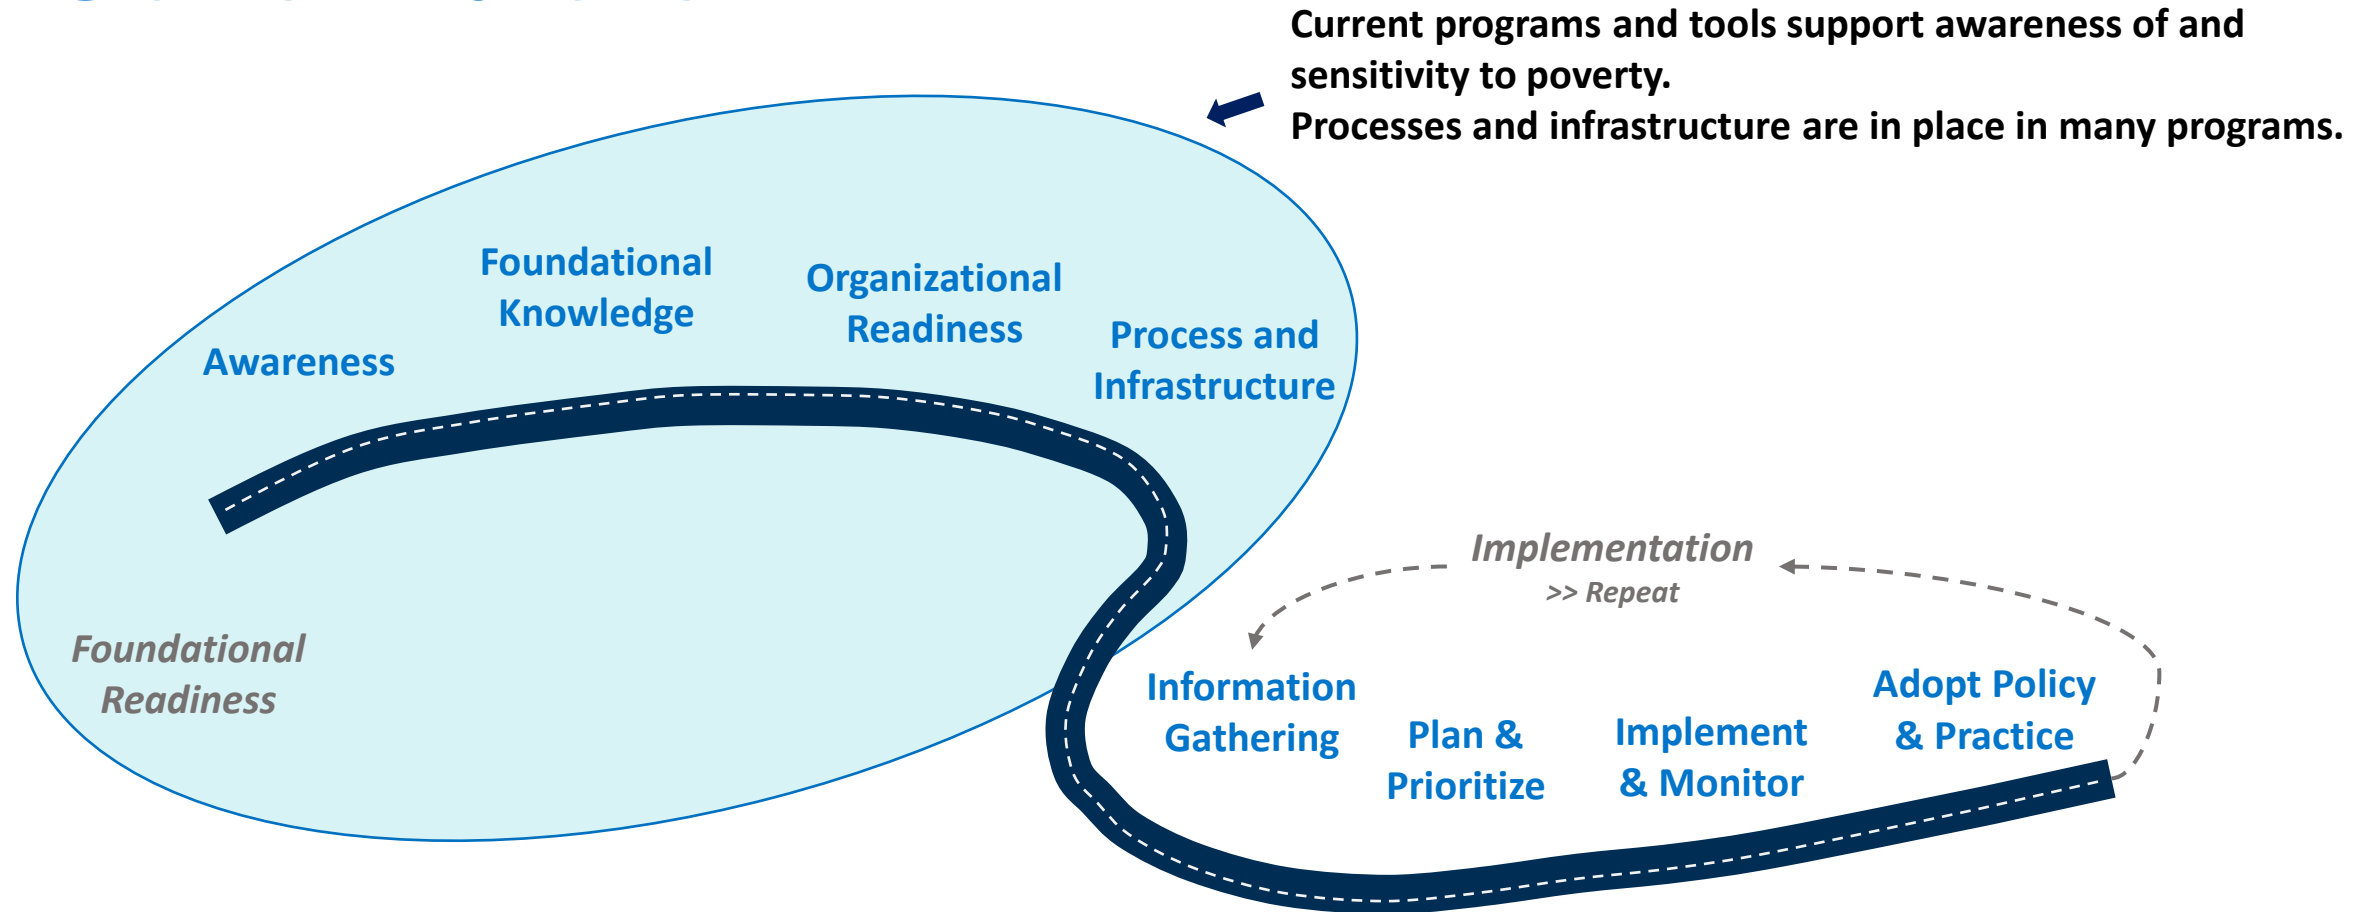 Current programs and tools support awareness of and
sensitivity to poverty.
Processes and infrastructure are in place in many programs.
Foundational
Knowledge
Organizational
Readiness
Process and
Infrastructure
Awareness
Foundational
Readiness
Implementation
>> Repeat
Information
Gathering
Plan &
Prioritize
Implement
& Monitor
Adopt Policy
& Practice